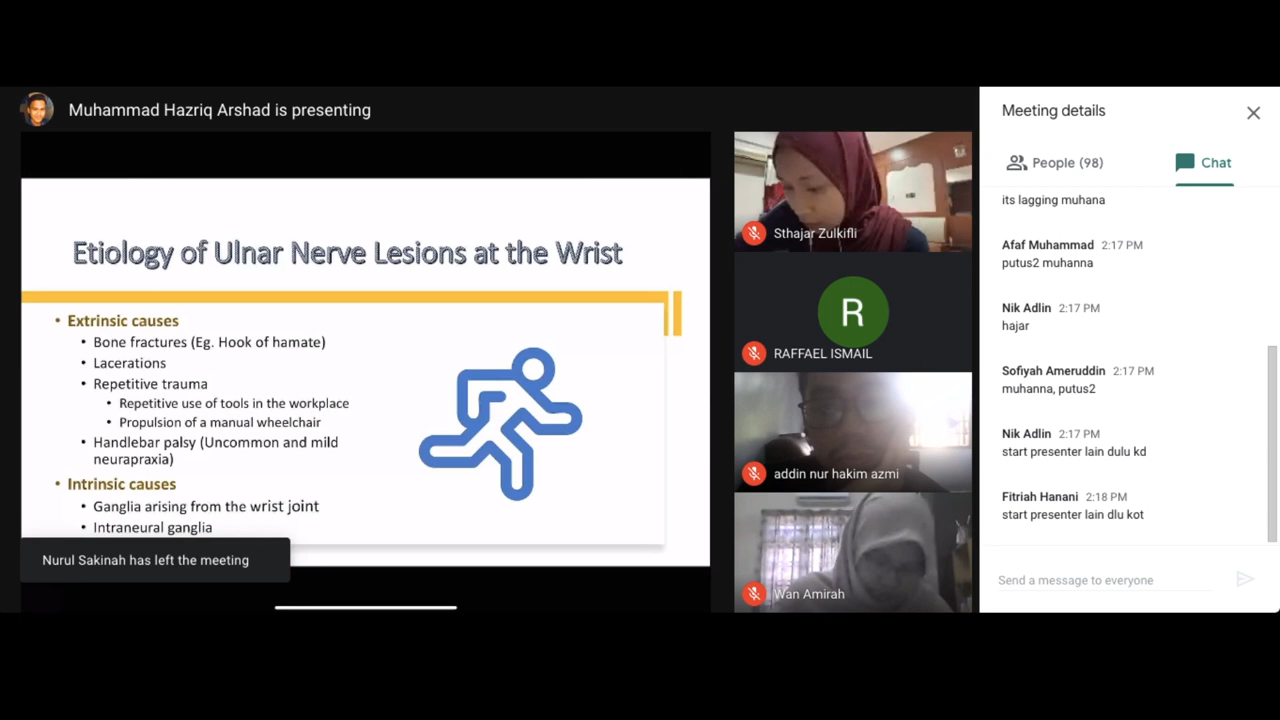 Muhammad Hazriq Arshad is presenting
Etiology of Ulnar Nerve Lesions at the Wrist
• Extrinsic causes
• Bone fractures (Eg. Hook of hamate)
• Lacerations
• Repetitive trauma
• Repetitive use of tools in the workplace
• Propulsion of a manual wheelchair
• Handlebar palsy (Uncommon and mild
neurapraxia)
• Intrinsic causes
• Ganglia arising from the wrist joint
• Intraneural ganglia
Nurul Sakinah has left the meeting
Sthajar Zulkifli
R
RAFFAEL ISMAIL
addin nur hakim azmi
Wan Amirah
Meeting details
People (98)
Chat
its lagging muhana
Afaf Muhammad 2:17 PM
putus2 muhanna
Nik Adlin 2:17 PM
hajar
Sofiyah Ameruddin 2:17 PM
muhanna, putus2
Nik Adlin 2:17 PM
start presenter lain dulu kd
Fitriah Hanani 2:18 PM
start presenter lain dlu kot
Send a message to everyone